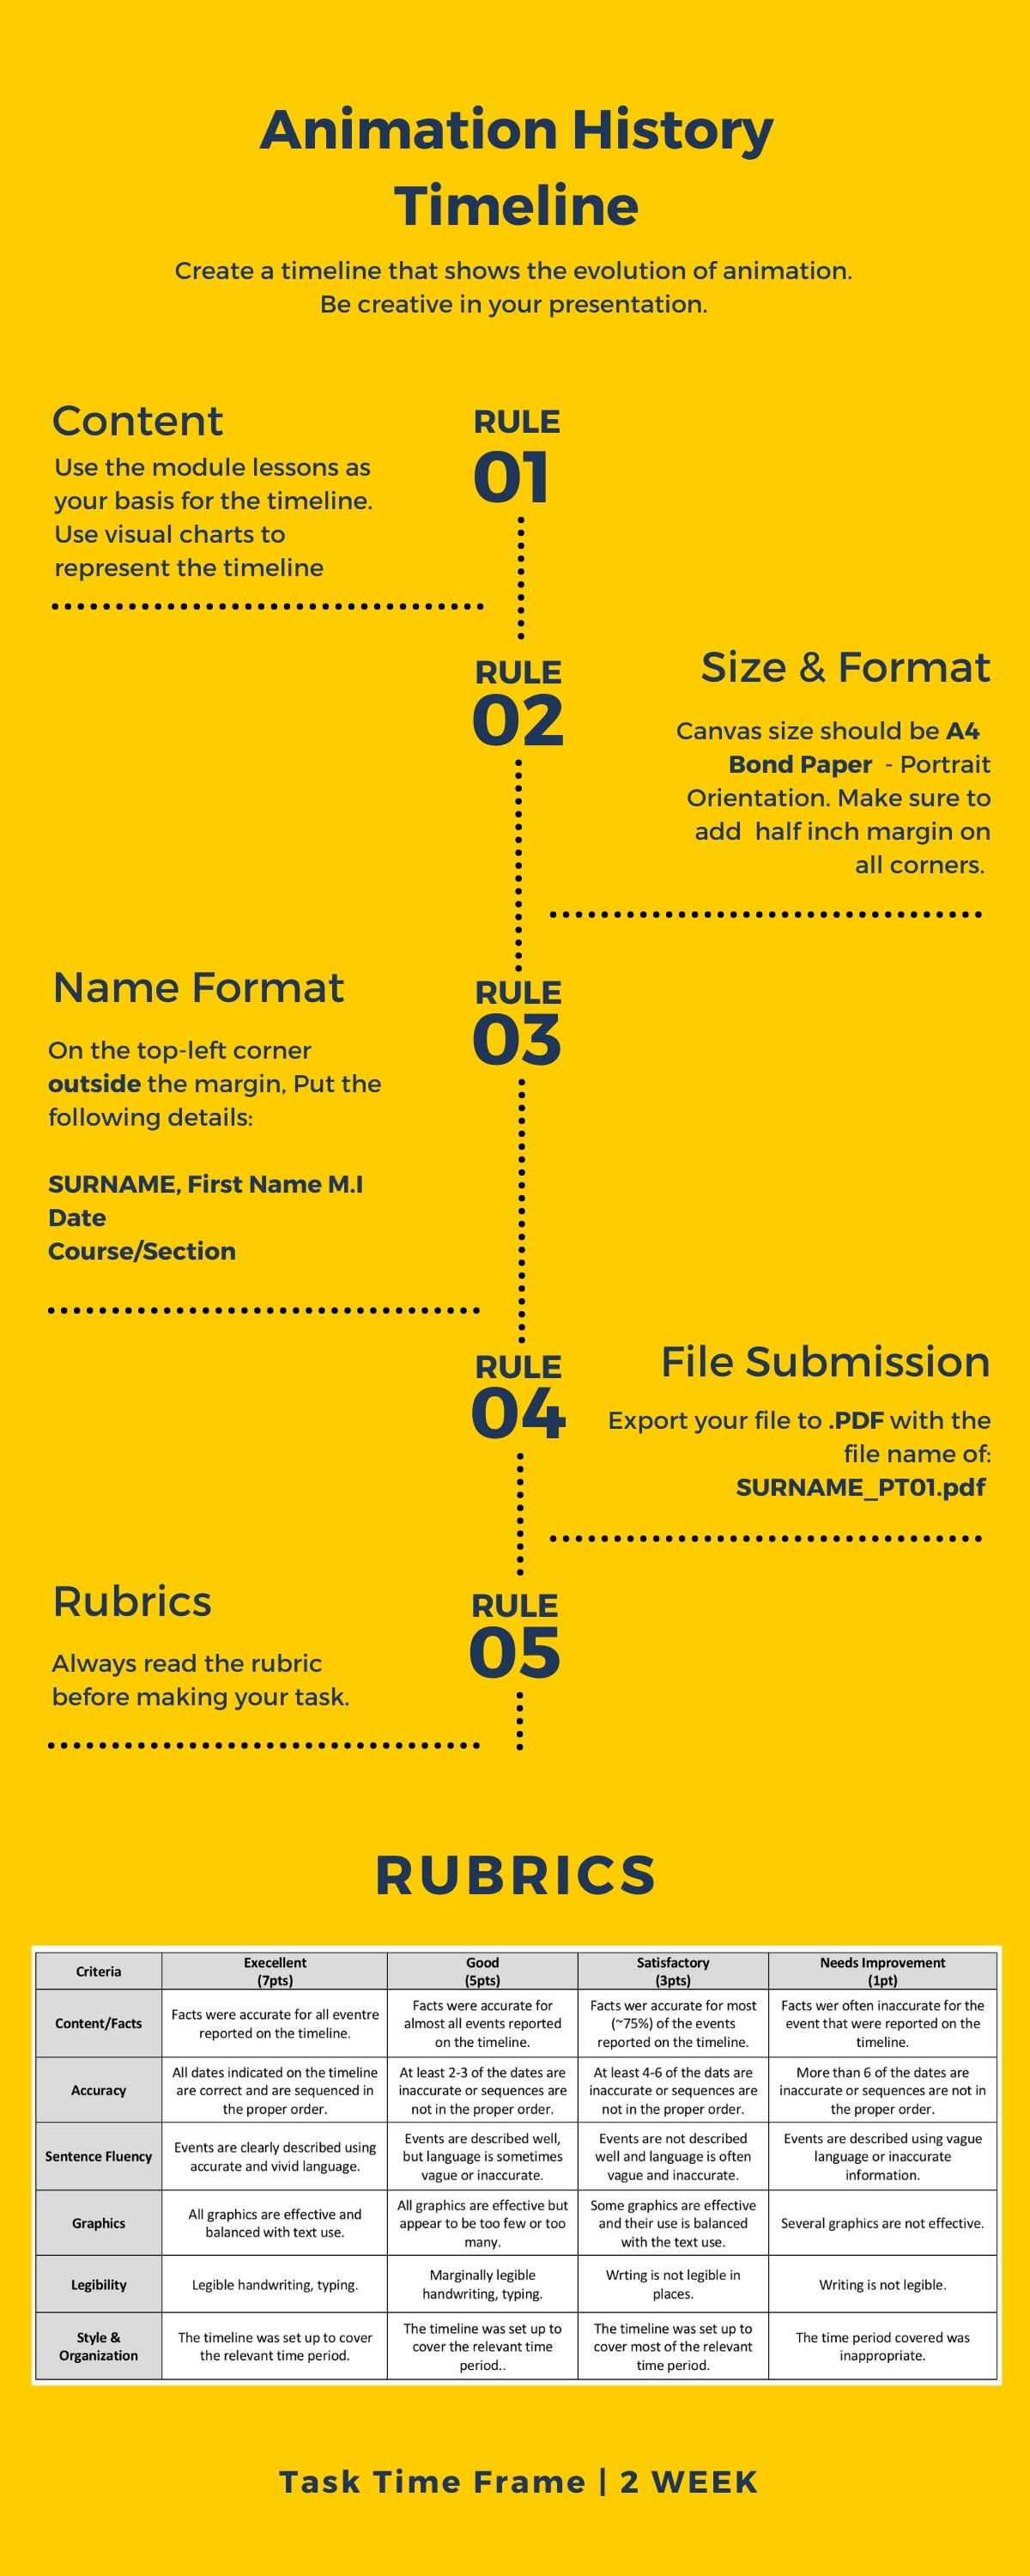 Animation History
Timeline
Create a timeline that shows the evolution of animation.
Be creative in your presentation.
Content
Use the module lessons as
your basis for the timeline.
Use visual charts to
represent the timeline
RULE
01
RULE
02
Size & Format
Canvas size should be A4
Bond Paper - Portrait
Orientation. Make sure to
add half inch margin on
all corners.
Name Format
On the top-left corner
outside the margin, Put the
following details:
SURNAME, First Name M.I
Date
Course/Section
RULE
03
RULE
04
File Submission
Export your file to .PDF with the
file name of:
SURNAME_PT01.pdf
Rubrics
Always read the rubric
before making your task.
RULE
05
RUBRICS
Criteria
Execellent
(7pts)
Good
(5pts)
Satisfactory
(3pts)
Needs Improvement
(1pt)
Content/Facts
Facts were accurate for all eventre
reported on the timeline.
Facts were accurate for
almost all events reported
on the timeline.
Facts wer accurate for most
(~75%) of the events
reported on the timeline.
Facts wer often inaccurate for the
event that were reported on the
timeline.
Accuracy
All dates indicated on the timeline
are correct and are sequenced in
the proper order.
At least 2-3 of the dates are
inaccurate or sequences are
not in the proper order.
At least 4-6 of the dats are
inaccurate or sequences are
not in the proper order.
More than 6 of the dates are
inaccurate or sequences are not in
the proper order.
Sentence Fluency
Events are clearly described using
accurate and vivid language.
Events are described well,
but language is sometimes
vague or inaccurate.
Events are not described
well and language is often
vague and inaccurate.
Events are described using vague
language or inaccurate
information.
Graphics
All graphics are effective and
balanced with text use.
All graphics are effective but
appear to be too few or too
many.
Some graphics are effective
and their use is balanced
with the text use.
Several graphics are not effective.
Legibility
Legible handwriting, typing.
Marginally legible
handwriting, typing.
Wrting is not legible in
places.
Writing is not legible.
Style &
Organization
The timeline was set up to cover
the relevant time period.
The timeline was set up to
cover the relevant time
period..
The timeline was set up to
cover most of the relevant
time period.
The time period covered was
inappropriate.
Task Time Frame | 2 WEEK